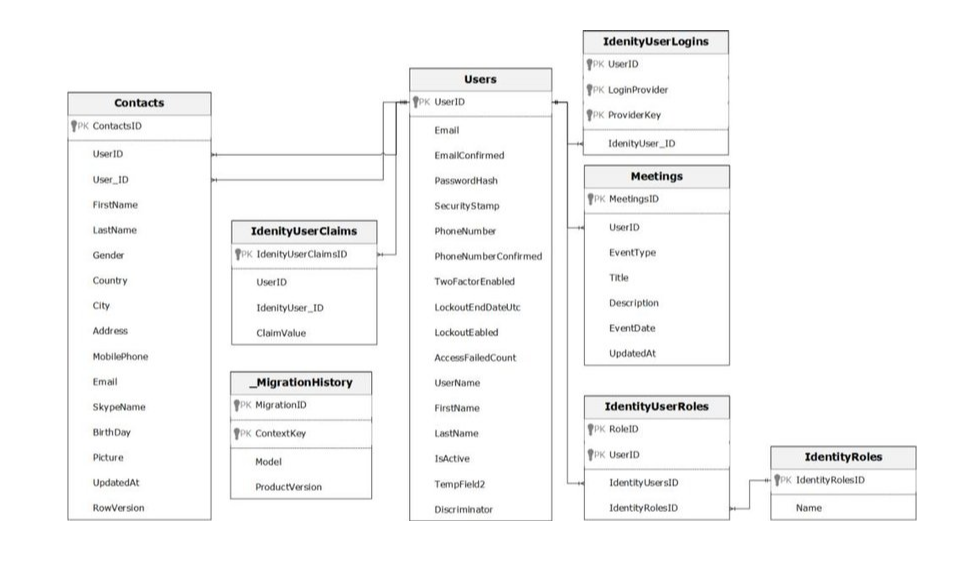 Contacts
PK ContactsID
UserID
User_ID
FirstName
LastName
Gender
Country
City
Address
MobilePhone
Email
SkypeName
BirthDay
Picture
UpdatedAt
RowVersion
IdenityUserClaims
PK IdenityUserClaimsID
UserID
IdenityUser_ID
ClaimValue
_MigrationHistory
PK MigrationID
PK ContextKey
Model
ProductVersion
Users
PK UserID
Email
EmailConfirmed
PasswordHash
SecurityStamp
PhoneNumber
PhoneNumberConfirmed
TwoFactorEnabled
LockoutEndDateUtc
LockoutEabled
AccessFailedCount
UserName
FirstName
LastName
IsActive
TempField2
Discriminator
IdenityUserLogins
PK UserID
PK LoginProvider
PK ProviderKey
IdenityUser_ID
Meetings
PK MeetingsID
UserID
EventType
Title
Description
EventDate
UpdatedAt
IdentityUserRoles
PK RoleID
PK UserID
IdentityUsersID
IdentityRolesID
IdentityRoles
PK IdentityRolesID
Name